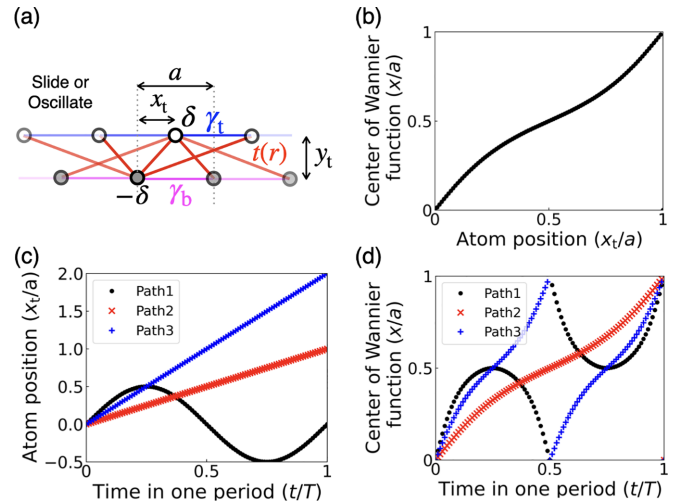 (a)
a
Slide or
Oscillate
x_t
δ
γ_t
t(r)
y_t
−δ
γ_b
(b)
Center of Wannier
function (x/a)
1
0.5
0
0
0.5
1
Atom position (x_t/a)
(c)
Atom position (x_t/a)
2.0
1.5
1.0
0.5
0.0
−0.5
Path1
Path2
Path3
0
0.5
1
Time in one period (t/T)
(d)
Center of Wannier
function (x/a)
1
0.5
0
Path1
Path2
Path3
0
0.5
1
Time in one period (t/T)